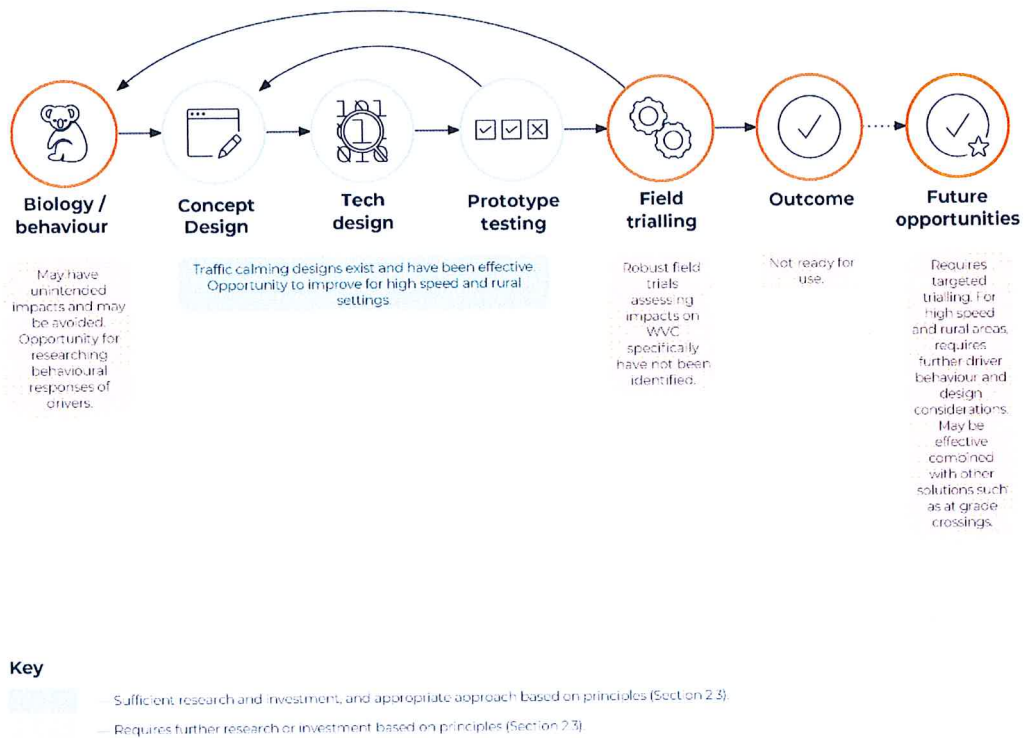 Biology /
behaviour
Concept
Design
Tech
design
Prototype
testing
Field
trialling
Outcome
Future
opportunities
May have
unintended
impacts and may
be avoided.
Opportunity for
researching
behavioural
responses of
drivers.
Traffic calming designs exist and have been effective.
Opportunity to improve for high speed and rural
settings.
Robust field
trials
assessing
impacts on
WVC
specifically
have not been
identified.
Not ready for
use.
Requires
targeted
trialling. For
high speed
and rural areas,
requires
further driver
behaviour and
design
considerations.
May be
effective
combined
with other
solutions such
as at grade
crossings.
101
1
010
Key
— Sufficient research and investment, and appropriate approach based on principles (Section 2.3).
— Requires further research or investment based on principles (Section 2.3).